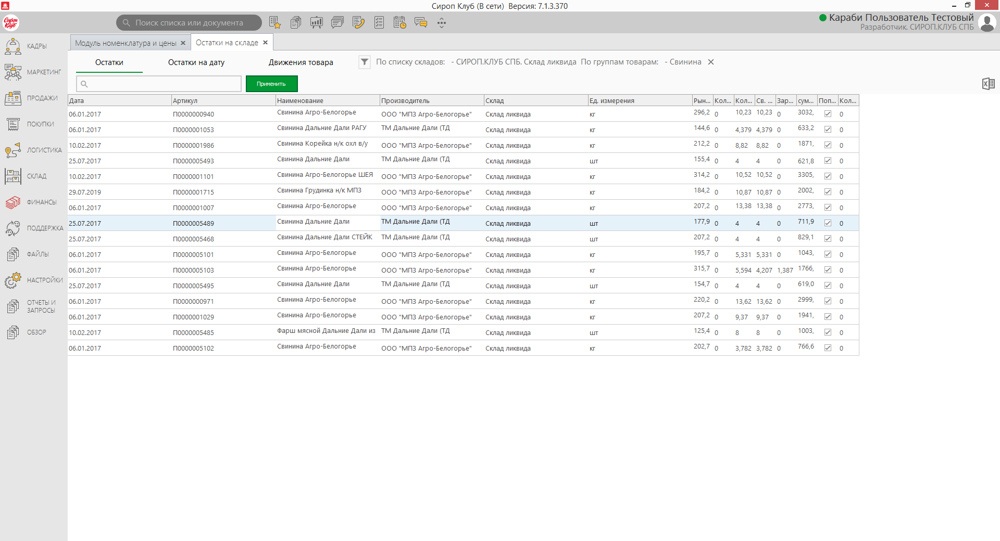 Сироп Клуб (В сети) Версия: 7.1.3.370
Сироп Клуб
Поиск списка или документа
Караби Пользователь Тестовый
Разработчик. СИРОП.КЛУБ СПБ
КАДРЫ
МАРКЕТИНГ
ПРОДАЖИ
ПОКУПКИ
ЛОГИСТИКА
СКЛАД
ФИНАНСЫ
ПОДДЕРЖКА
ФАЙЛЫ
НАСТРОЙКИ
ОТЧЕТЫ И
ЗАПРОСЫ
ОБЗОР
Модуль номенклатура и цены × Остатки на складе ×
Остатки Остатки на дату Движения товара По списку складов: - СИРОП.КЛУБ СПБ. Склад ликвида По группам товарам: - Свинина ×
Применить
Дата Артикул Наименование Производитель Склад Ед. измерения Рын... Кол... Кол... Св. ... Зар... сум... Поп... Кол...
06.01.2017 П0000000940 Свинина Агро-Белогорье ООО "МПЗ Агро-Белогорье" Склад ликвида кг 296,2 0 10,23 10,23 0 3032, 0
06.01.2017 П0000001053 Свинина Дальние Дали РАГУ ТМ Дальние Дали (ТД Склад ликвида кг 144,6 0 4,379 4,379 0 633,2 0
10.02.2017 П0000001986 Свинина Корейка н/к охл в/у ООО "МПЗ Агро-Белогорье" Склад ликвида кг 212,2 0 8,82 8,82 0 1871, 0
25.07.2017 П0000005493 Свинина Дальние Дали ТМ Дальние Дали (ТД Склад ликвида шт 155,4 0 4 4 0 621,8 0
10.02.2017 П0000001101 Свинина Агро-Белогорье ШЕЯ ООО "МПЗ Агро-Белогорье" Склад ликвида кг 314,2 0 10,52 10,52 0 3305, 0
29.07.2019 П0000001715 Свинина Грудинка н/к МПЗ ООО "МПЗ Агро-Белогорье" Склад ликвида кг 184,2 0 10,87 10,87 0 2002, 0
06.01.2017 П0000001007 Свинина Агро-Белогорье ООО "МПЗ Агро-Белогорье" Склад ликвида кг 207,2 0 13,38 13,38 0 2773, 0
25.07.2017 П0000005489 Свинина Дальние Дали ТМ Дальние Дали (ТД Склад ликвида шт 177,9 0 4 4 0 711,9 0
25.07.2017 П0000005468 Свинина Дальние Дали СТЕЙК ТМ Дальние Дали (ТД Склад ликвида шт 207,2 0 4 4 0 829,1 0
06.01.2017 П0000005101 Свинина Агро-Белогорье ООО "МПЗ Агро-Белогорье" Склад ликвида кг 195,7 0 5,331 5,331 0 1043, 0
06.01.2017 П0000005103 Свинина Агро-Белогорье ООО "МПЗ Агро-Белогорье" Склад ликвида кг 315,7 0 5,594 4,207 1,387 1766, 0
25.07.2017 П0000005495 Свинина Дальние Дали ТМ Дальние Дали (ТД Склад ликвида шт 154,7 0 4 4 0 619,0 0
06.01.2017 П0000000971 Свинина Агро-Белогорье ООО "МПЗ Агро-Белогорье" Склад ликвида кг 220,2 0 13,62 13,62 0 2999, 0
06.01.2017 П0000001029 Свинина Агро-Белогорье ООО "МПЗ Агро-Белогорье" Склад ликвида кг 207,2 0 9,37 9,37 0 1941, 0
10.02.2017 П0000005485 Фарш мясной Дальние Дали из ТМ Дальние Дали (ТД Склад ликвида шт 125,4 0 8 8 0 1003, 0
06.01.2017 П0000005102 Свинина Агро-Белогорье ООО "МПЗ Агро-Белогорье" Склад ликвида кг 202,7 0 3,782 3,782 0 766,6 0